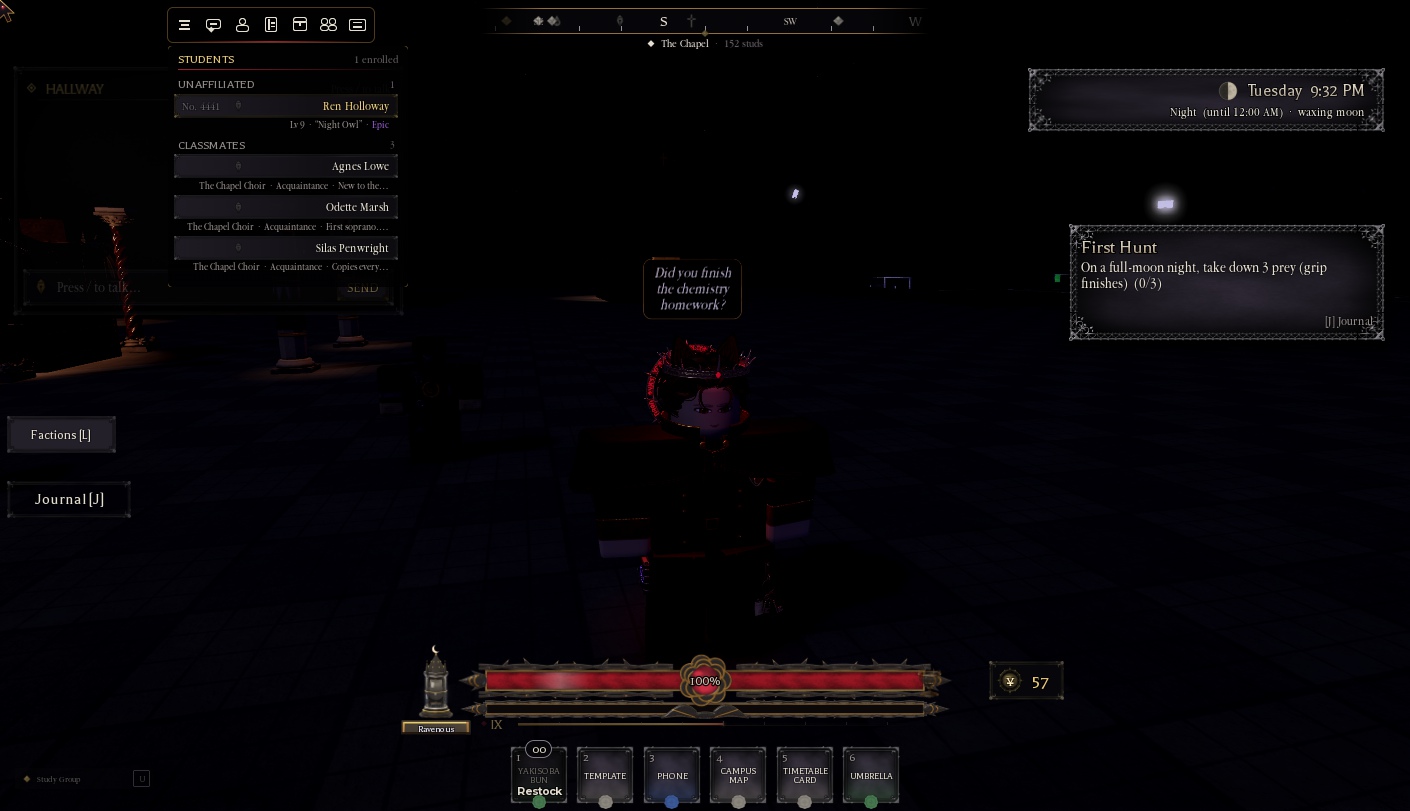 S
SW
W
The Chapel · 152 studs
STUDENTS
1 enrolled
UNAFFILIATED
1
No. 4441
Ren Holloway
Lv 9 · "Night Owl" · Epic
CLASSMATES
3
Agnes Lowe
The Chapel Choir · Acquaintance · New to the...
Odette Marsh
The Chapel Choir · Acquaintance · First soprano....
Silas Penwright
The Chapel Choir · Acquaintance · Copies every...
HALLWAY
Press / to talk...
SEND
Tuesday 9:32 PM
Night (until 12:00 AM) · waxing moon
First Hunt
On a full-moon night, take down 3 prey (grip
finishes) (0/3)
[J] Journal
Did you finish
the chemistry
homework?
Factions [L]
Journal [J]
100%
¥ 57
Ravenous
IX
1
00
YAKISOBA
BUN
Restock
2
TEMPLATE
3
PHONE
4
CAMPUS
MAP
5
TIMETABLE
CARD
6
UMBRELLA
Study Group
U